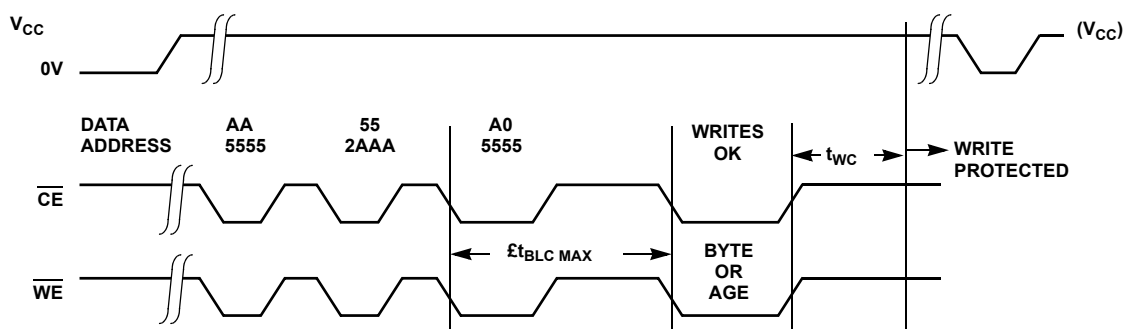 VCC
(VCC)
0V
DATA AA 55 A0 WRITES
ADDRESS 5555 2AAA 5555 OK
tWC
WRITE
PROTECTED
CE
£tBLC MAX
BYTE
OR
AGE
WE